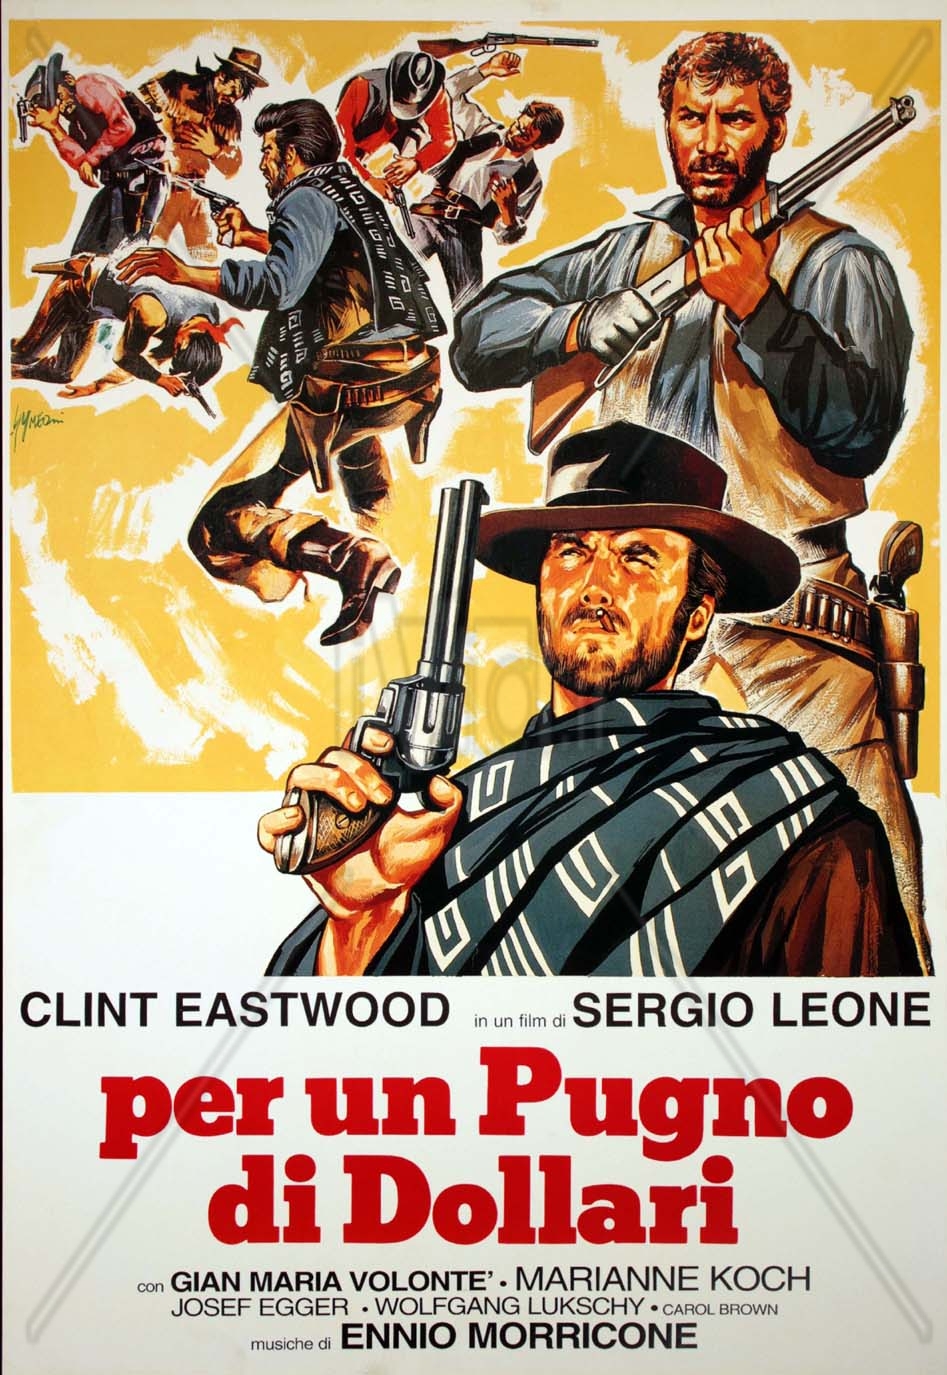 CLINT EASTWOOD in un film di SERGIO LEONE
per un Pugno
di Dollari
con GIAN MARIA VOLONTE' • MARIANNE KOCH
JOSEF EGGER • WOLFGANG LUKSCHY • CAROL BROWN
musiche di ENNIO MORRICONE